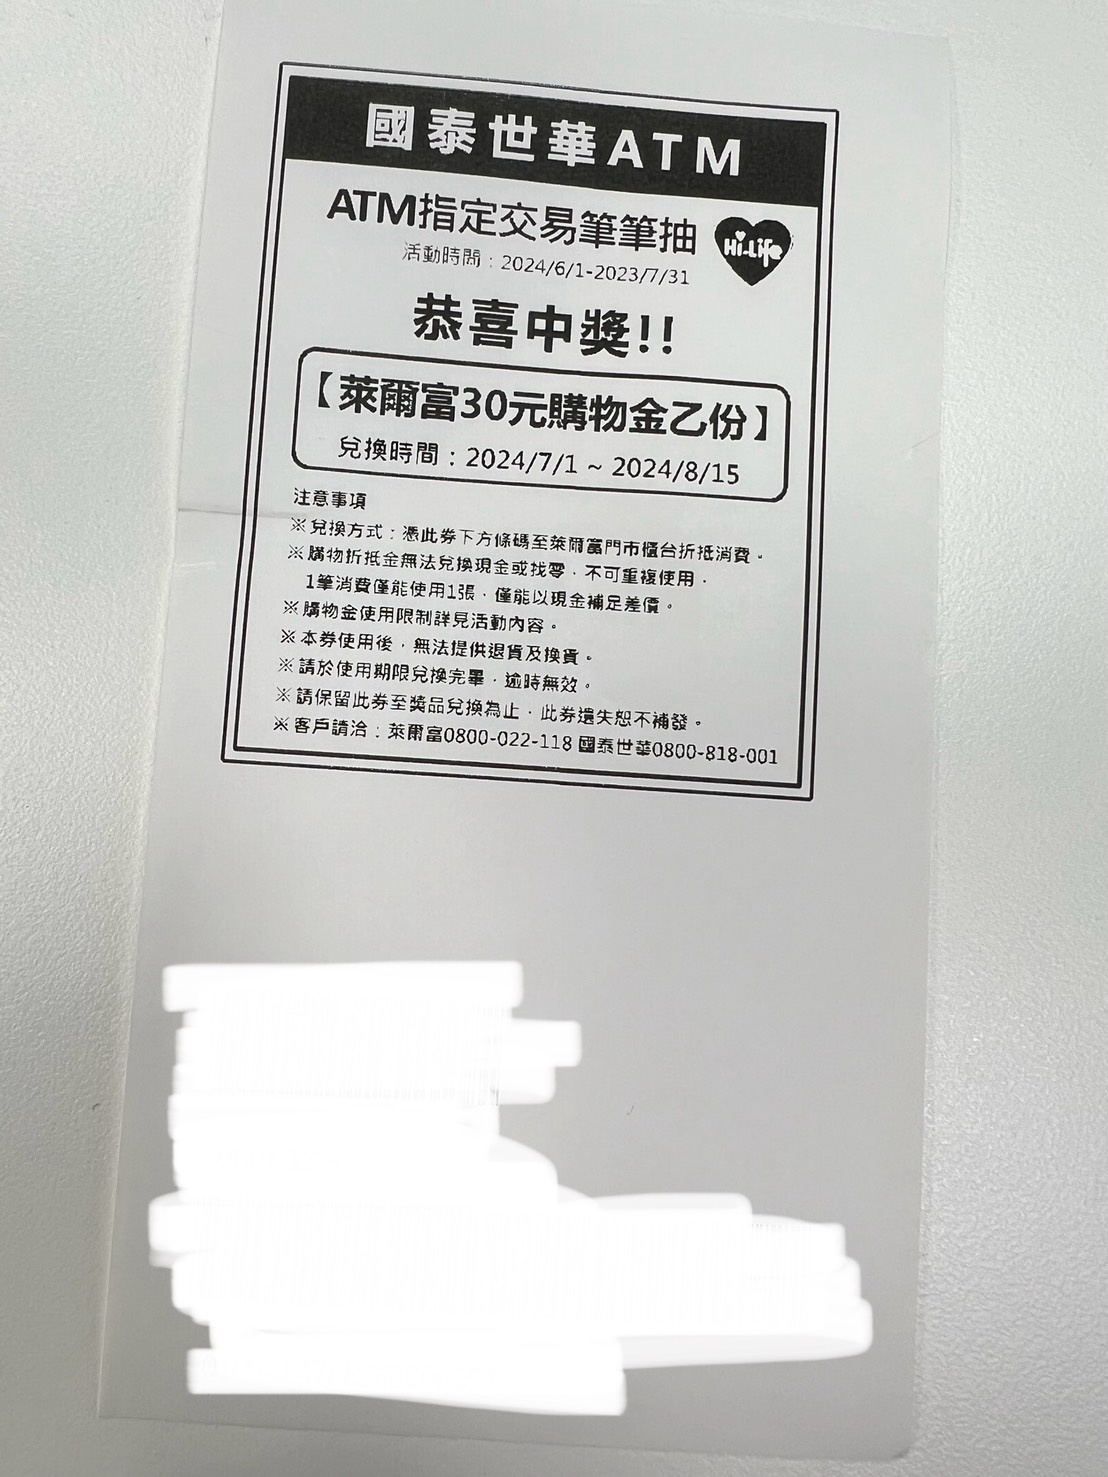 國泰世華ATM
ATM指定交易筆筆抽
Hi-Life
活動時間：2024/6/1-2023/7/31
恭喜中獎!!
【萊爾富30元購物金乙份】
兌換時間：2024/7/1 ~ 2024/8/15
注意事項
※兌換方式：憑此券下方條碼至萊爾富門市櫃台折抵消費。
※購物折抵金無法兌換現金或找零，不可重複使用，
1筆消費僅能使用1張，僅能以現金補足差價。
※購物金使用限制詳見活動內容。
※本券使用後，無法提供退貨及換貨。
※請於使用期限兌換完畢，逾時無效。
※請保留此券至獎品兌換為止，此券遺失恕不補發。
※客戶請洽：萊爾富0800-022-118 國泰世華0800-818-001